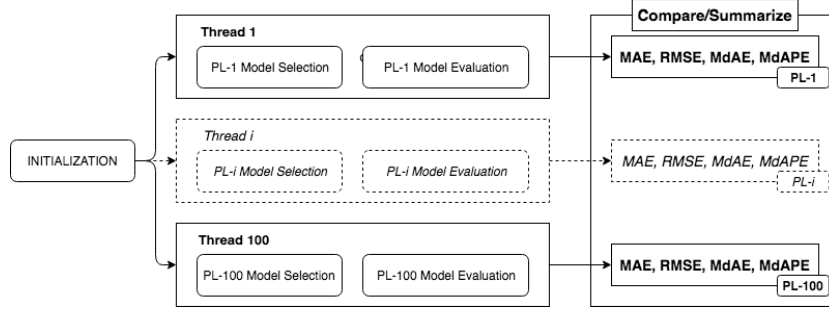 Compare/Summarize
Thread 1
PL-1 Model Selection
PL-1 Model Evaluation
MAE, RMSE, MdAE, MdAPE
PL-1
INITIALIZATION
Thread i
PL-i Model Selection
PL-i Model Evaluation
MAE, RMSE, MdAE, MdAPE
PL-i
Thread 100
PL-100 Model Selection
PL-100 Model Evaluation
MAE, RMSE, MdAE, MdAPE
PL-100